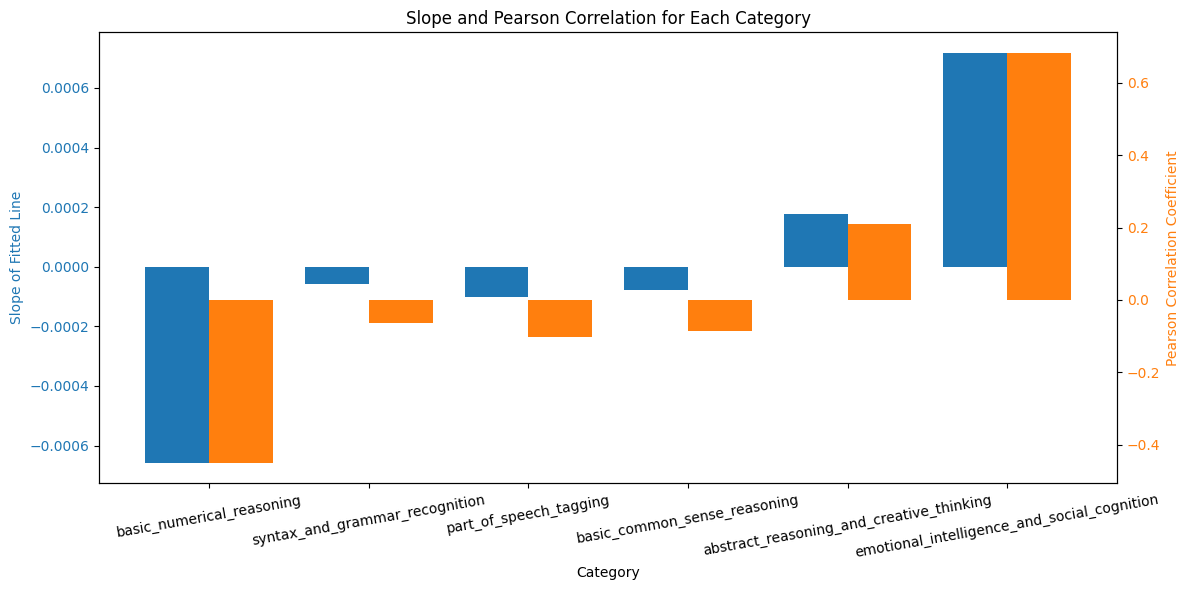 Slope and Pearson Correlation for Each Category
Slope of Fitted Line
0.0006
0.0004
0.0002
0.0000
−0.0002
−0.0004
−0.0006
0.6
0.4
0.2
0.0
−0.2
−0.4
Pearson Correlation Coefficient
basic_numerical_reasoning
syntax_and_grammar_recognition
part_of_speech_tagging
basic_common_sense_reasoning
abstract_reasoning_and_creative_thinking
emotional_intelligence_and_social_cognition
Category